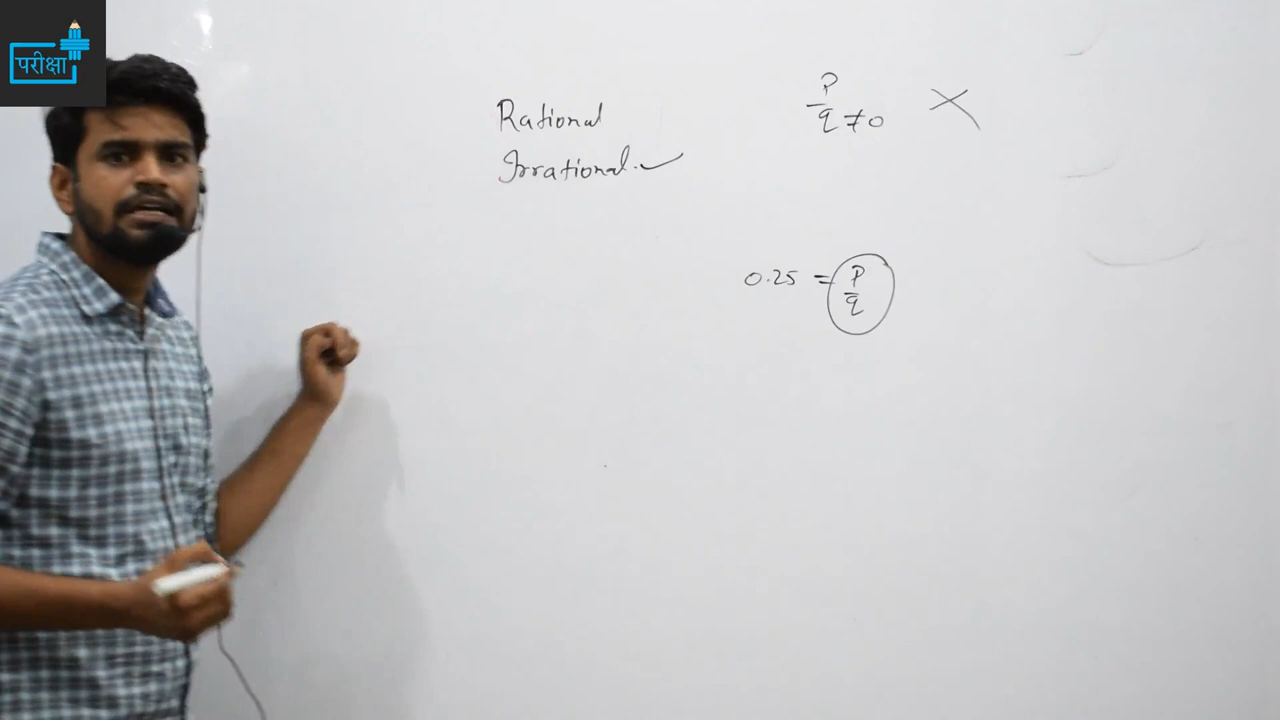 परीक्षा
Rational
Irrational. ✓
P
q ≠ 0
×
0.25 = P
q